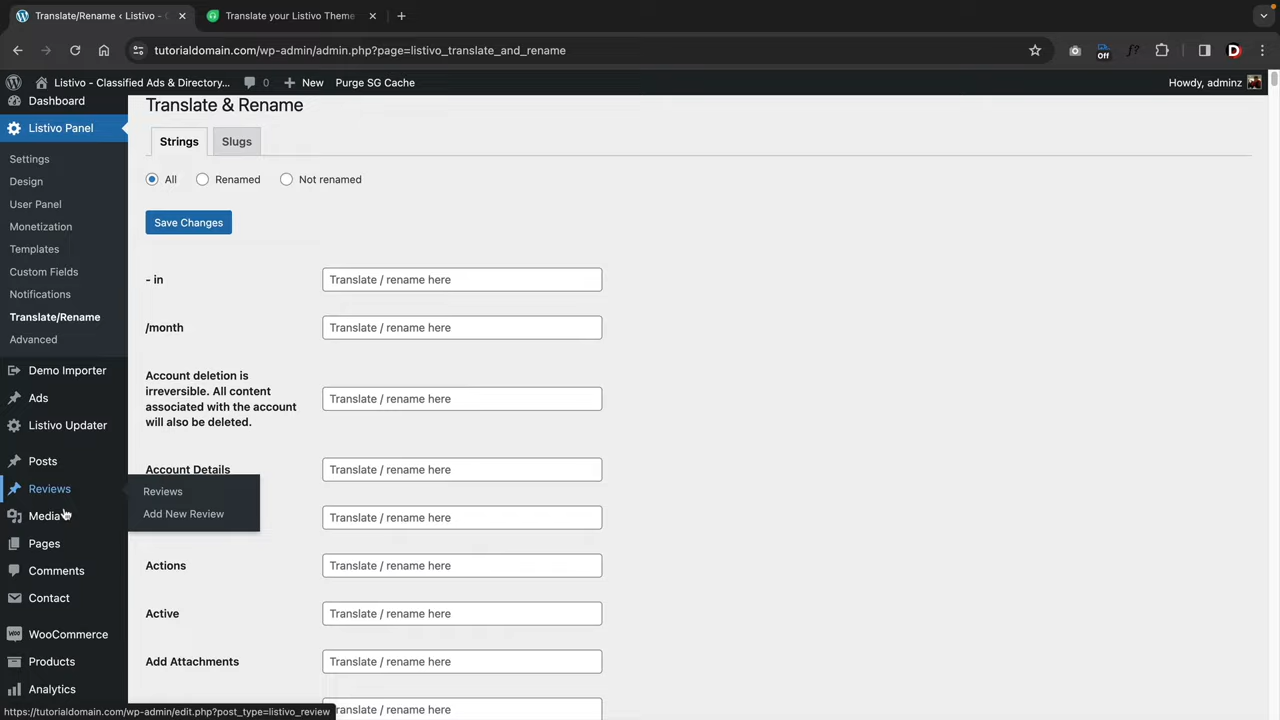 Translate/Rename ‹ Listivo - C
Translate your Listivo Theme
tutorialdomain.com/wp-admin/admin.php?page=listivo_translate_and_rename
Off
f?
D
Listivo - Classified Ads & Directory...
0
New
Purge SG Cache
Howdy, adminz
Dashboard
Listivo Panel
Settings
Design
User Panel
Monetization
Templates
Custom Fields
Notifications
Translate/Rename
Advanced
Demo Importer
Ads
Listivo Updater
Posts
Reviews
Media
Pages
Comments
Contact
WooCommerce
Products
Analytics
Reviews
Add New Review
Translate & Rename
Strings
Slugs
All
Renamed
Not renamed
Save Changes
- in
Translate / rename here
/month
Translate / rename here
Account deletion is
irreversible. All content
associated with the account
will also be deleted.
Translate / rename here
Account Details
Translate / rename here
Translate / rename here
Actions
Translate / rename here
Active
Translate / rename here
Add Attachments
Translate / rename here
rename here
https://tutorialdomain.com/wp-admin/edit.php?post_type=listivo_review